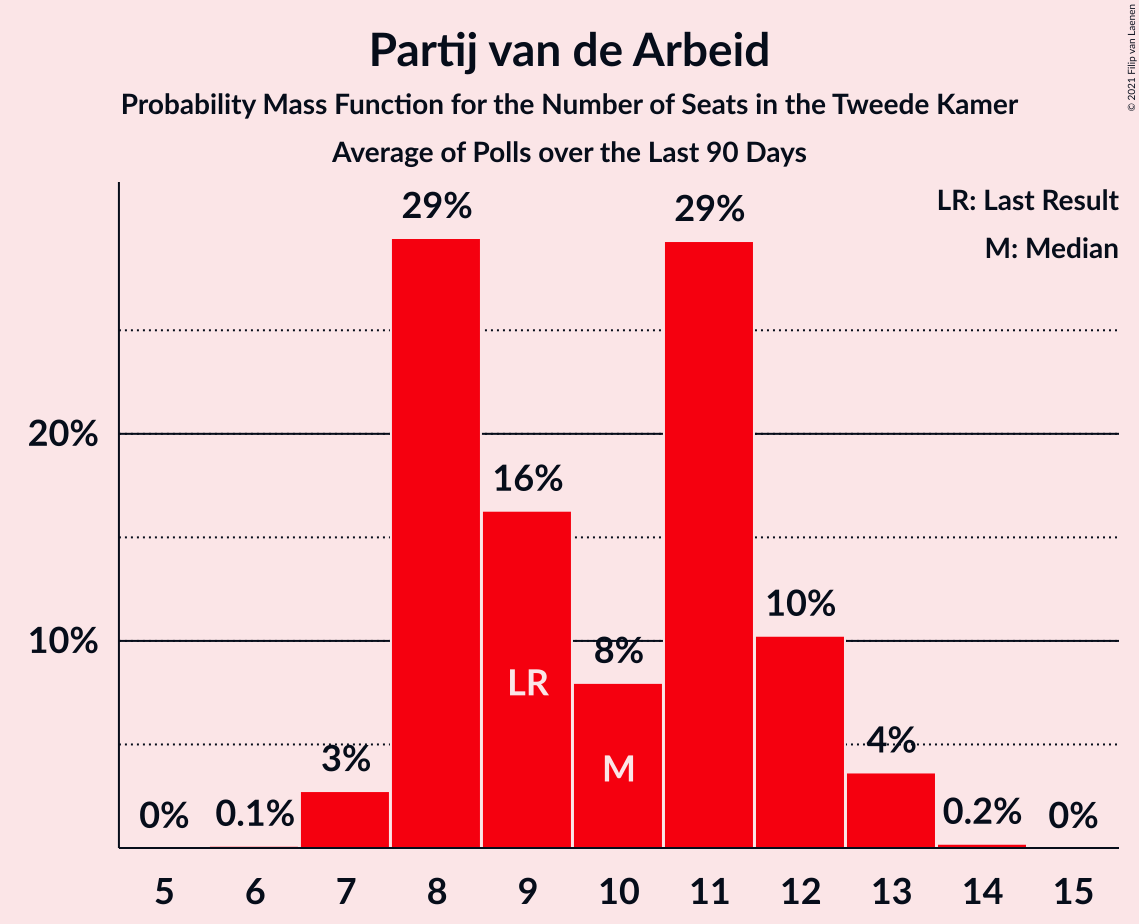 Partij van de Arbeid
Probability Mass Function for the Number of Seats in the Tweede Kamer
Average of Polls over the Last 90 Days
© 2021 Filip van Laenen
LR: Last Result
M: Median
29%
29%
20%
16%
10%
10%
8%
LR
4%
3%
M
0%
0.1%
0.2%
0%
5 6 7 8 9 10 11 12 13 14 15